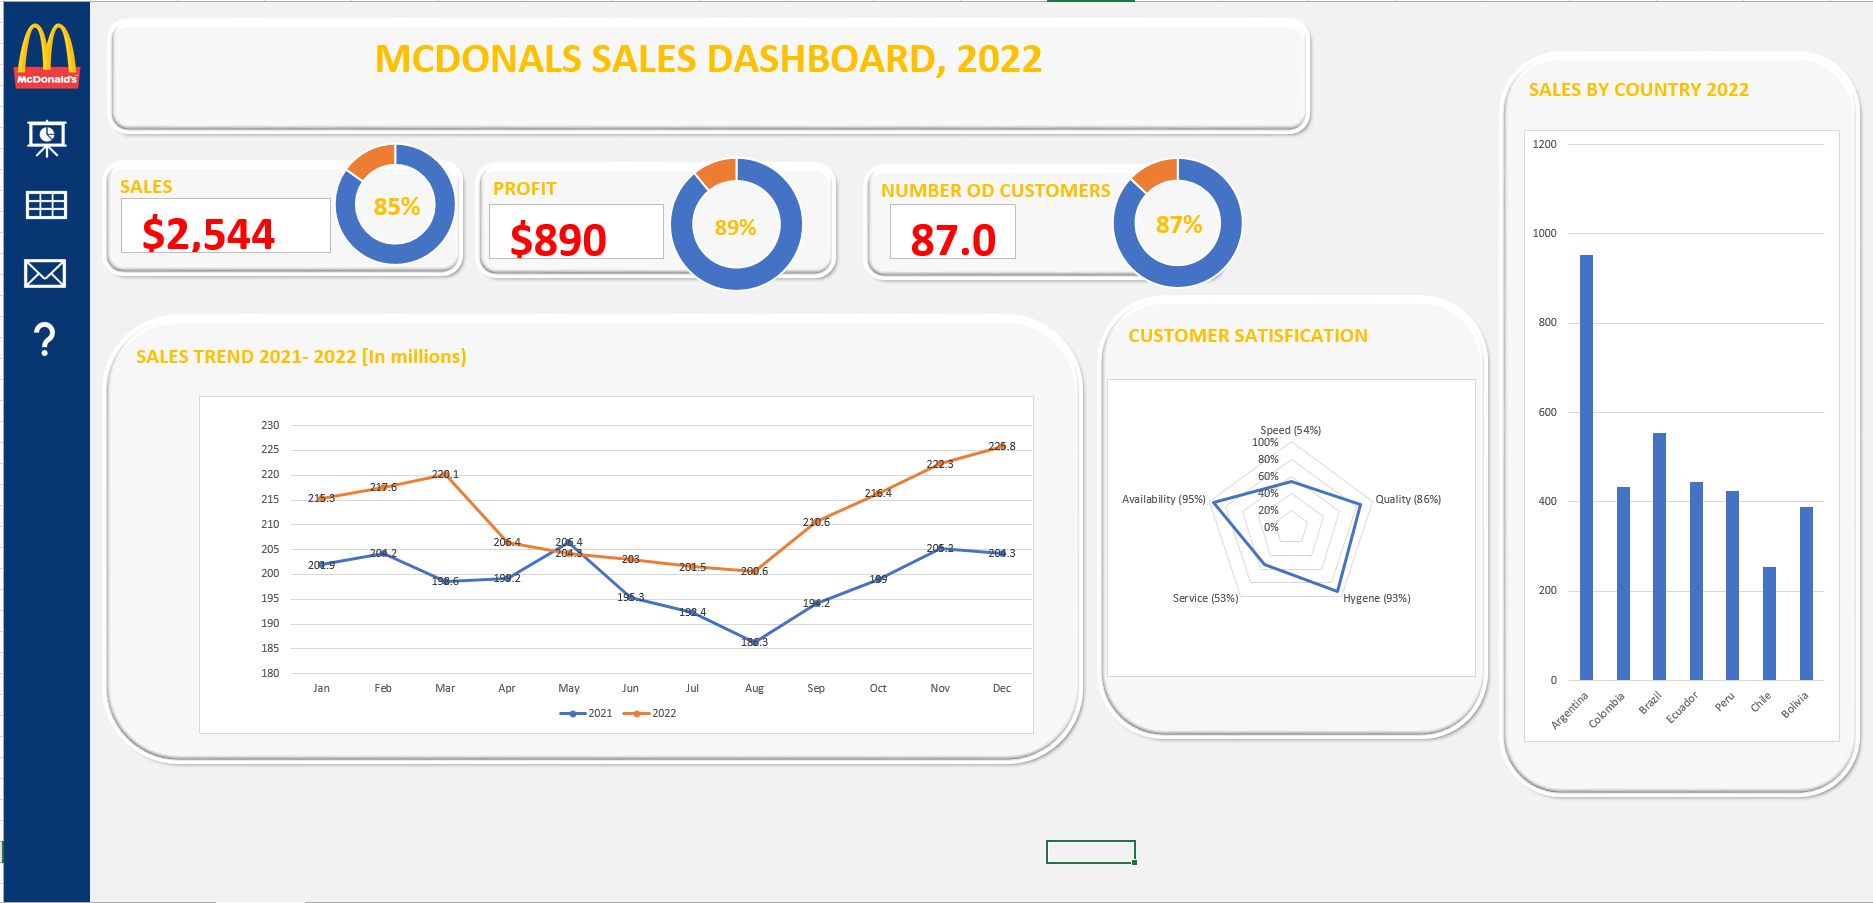 McDonald's
MCDONALS SALES DASHBOARD, 2022
SALES
$2,544
85%
PROFIT
$890
89%
NUMBER OD CUSTOMERS
87.0
87%
SALES TREND 2021- 2022 [In millions)
230
225
220
215
210
205
200
195
190
185
180
215.3
217.6
220.1
206.4
204.3
203
201.5
200.6
210.6
216.4
222.3
225.8
201.9
204.2
198.6
199.2
206.4
195.3
192.4
186.3
194.2
199
205.2
204.3
Jan Feb Mar Apr May Jun Jul Aug Sep Oct Nov Dec
2021 2022
CUSTOMER SATISFICATION
Speed (54%)
100%
80%
60%
40%
20%
0%
Availability (95%)
Quality (86%)
Service (53%)
Hygene (93%)
SALES BY COUNTRY 2022
1200
1000
800
600
400
200
0
Argentina
Colombia
Brazil
Ecuador
Peru
Chile
Bolivia